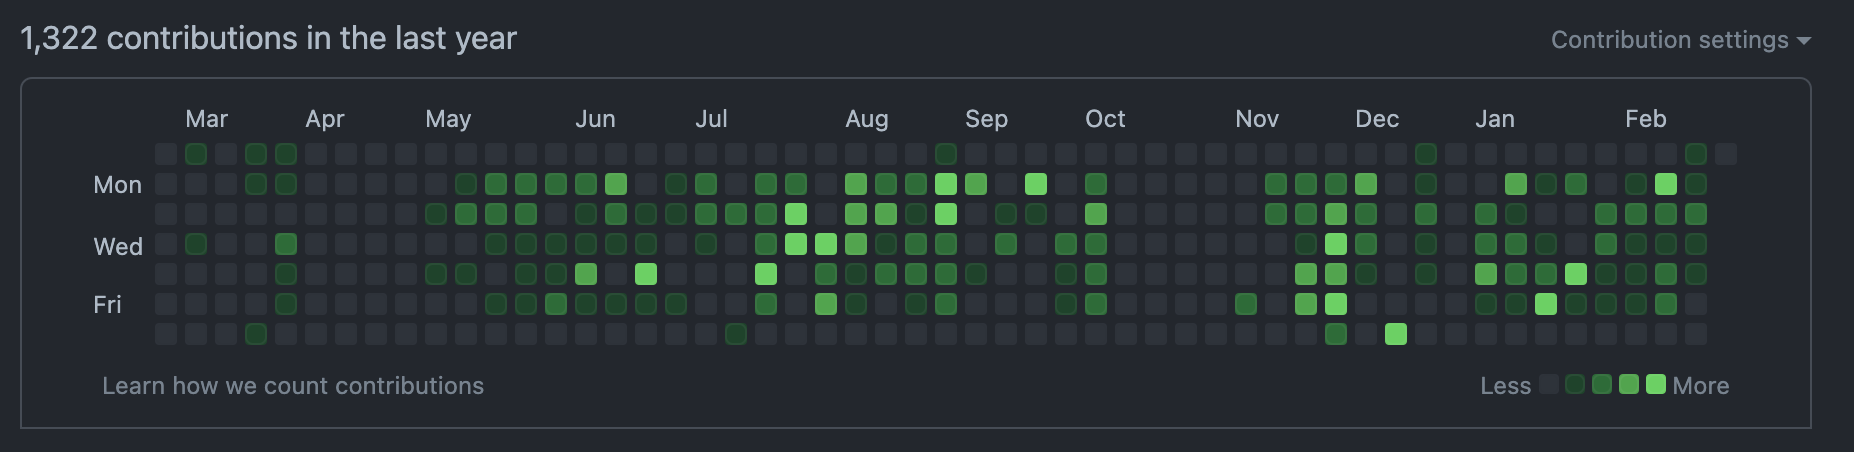 1,322 contributions in the last year
Contribution settings
Mar Apr May Jun Jul Aug Sep Oct Nov Dec Jan Feb
Mon
Wed
Fri
Learn how we count contributions
Less More